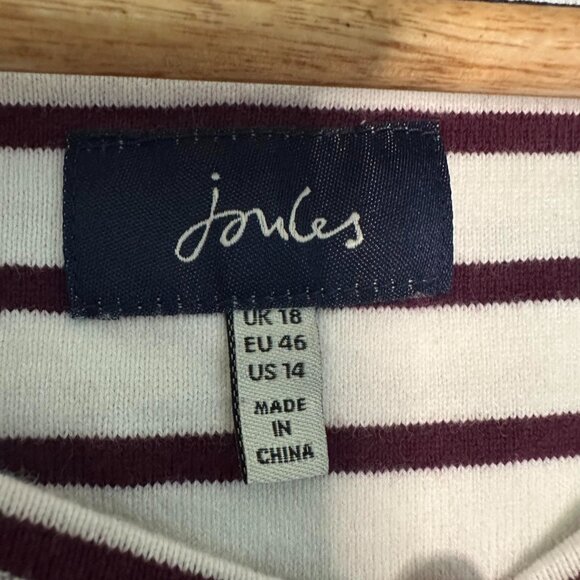 joules
UK 18
EU 46
US 14
MADE
IN
CHINA